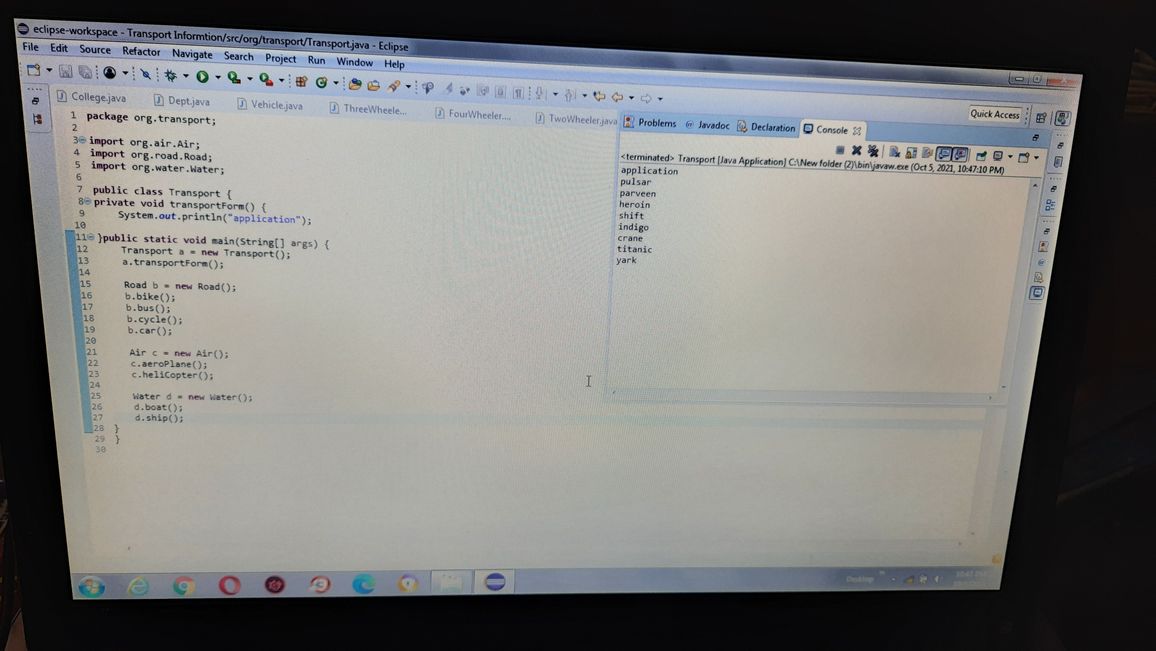 eclipse-workspace - Transport Informtion/src/org/transport/Transport.java - Eclipse
File Edit Source Refactor Navigate Search Project Run Window Help
Quick Access
College.java Dept.java Vehicle.java ThreeWheele... FourWheeler.... TwoWheeler.java
1 package org.transport;
2
3 import org.air.Air;
4 import org.road.Road;
5 import org.water.Water;
6
7 public class Transport {
8 private void transportForm() {
9 System.out.println("application");
10
11 }public static void main(String[] args) {
12 Transport a = new Transport();
13 a.transportForm();
14
15 Road b = new Road();
16 b.bike();
17 b.bus();
18 b.cycle();
19 b.car();
20
21 Air c = new Air();
22 c.aeroPlane();
23 c.heliCopter();
24
25 Water d = new Water();
26 d.boat();
27 d.ship();
28 }
29 }
30
Problems Javadoc Declaration Console
<terminated> Transport [Java Application] C:\New folder (2)\bin\javaw.exe (Oct 5, 2021, 10:47:10 PM)
application
pulsar
parveen
heroin
shift
indigo
crane
titanic
yark
Desktop